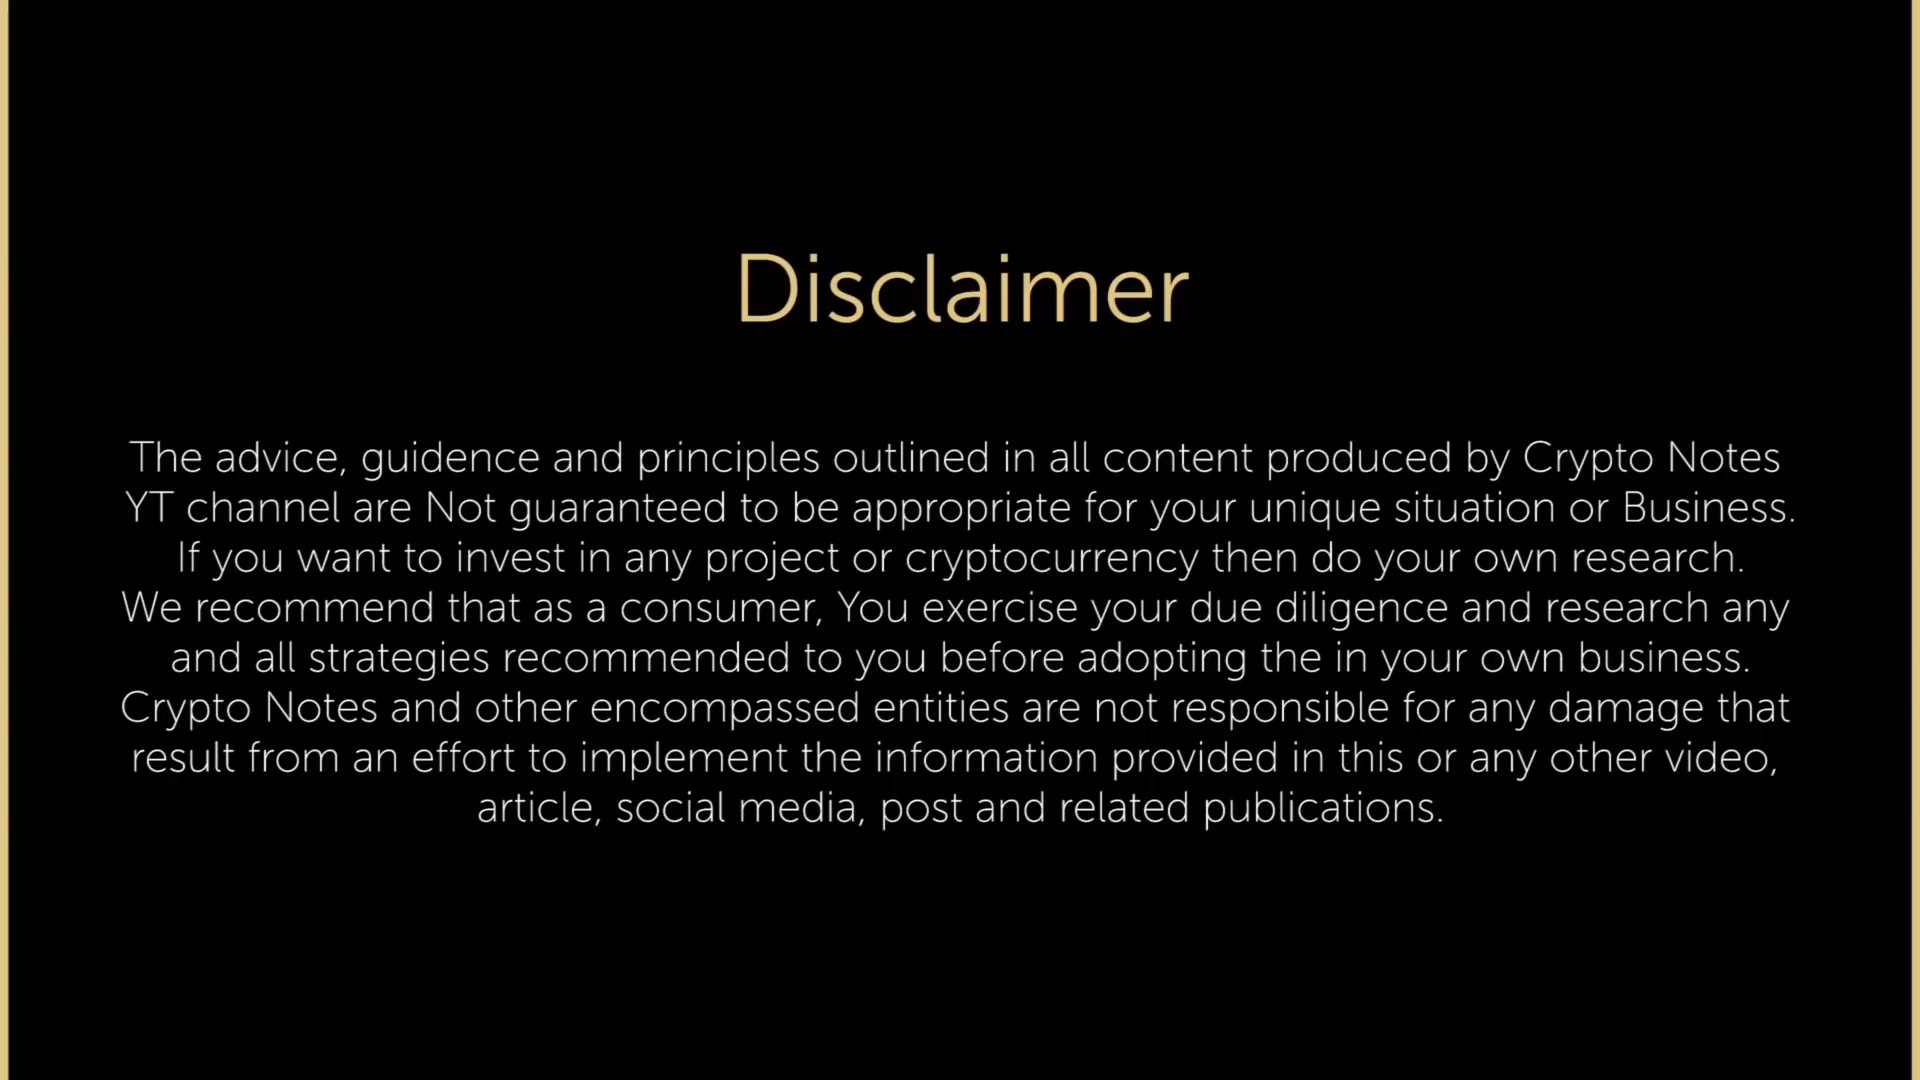 Disclaimer
The advice, guidence and principles outlined in all content produced by Crypto Notes
YT channel are Not guaranteed to be appropriate for your unique situation or Business.
If you want to invest in any project or cryptocurrency then do your own research.
We recommend that as a consumer, You exercise your due diligence and research any
and all strategies recommended to you before adopting the in your own business.
Crypto Notes and other encompassed entities are not responsible for any damage that
result from an effort to implement the information provided in this or any other video,
article, social media, post and related publications.